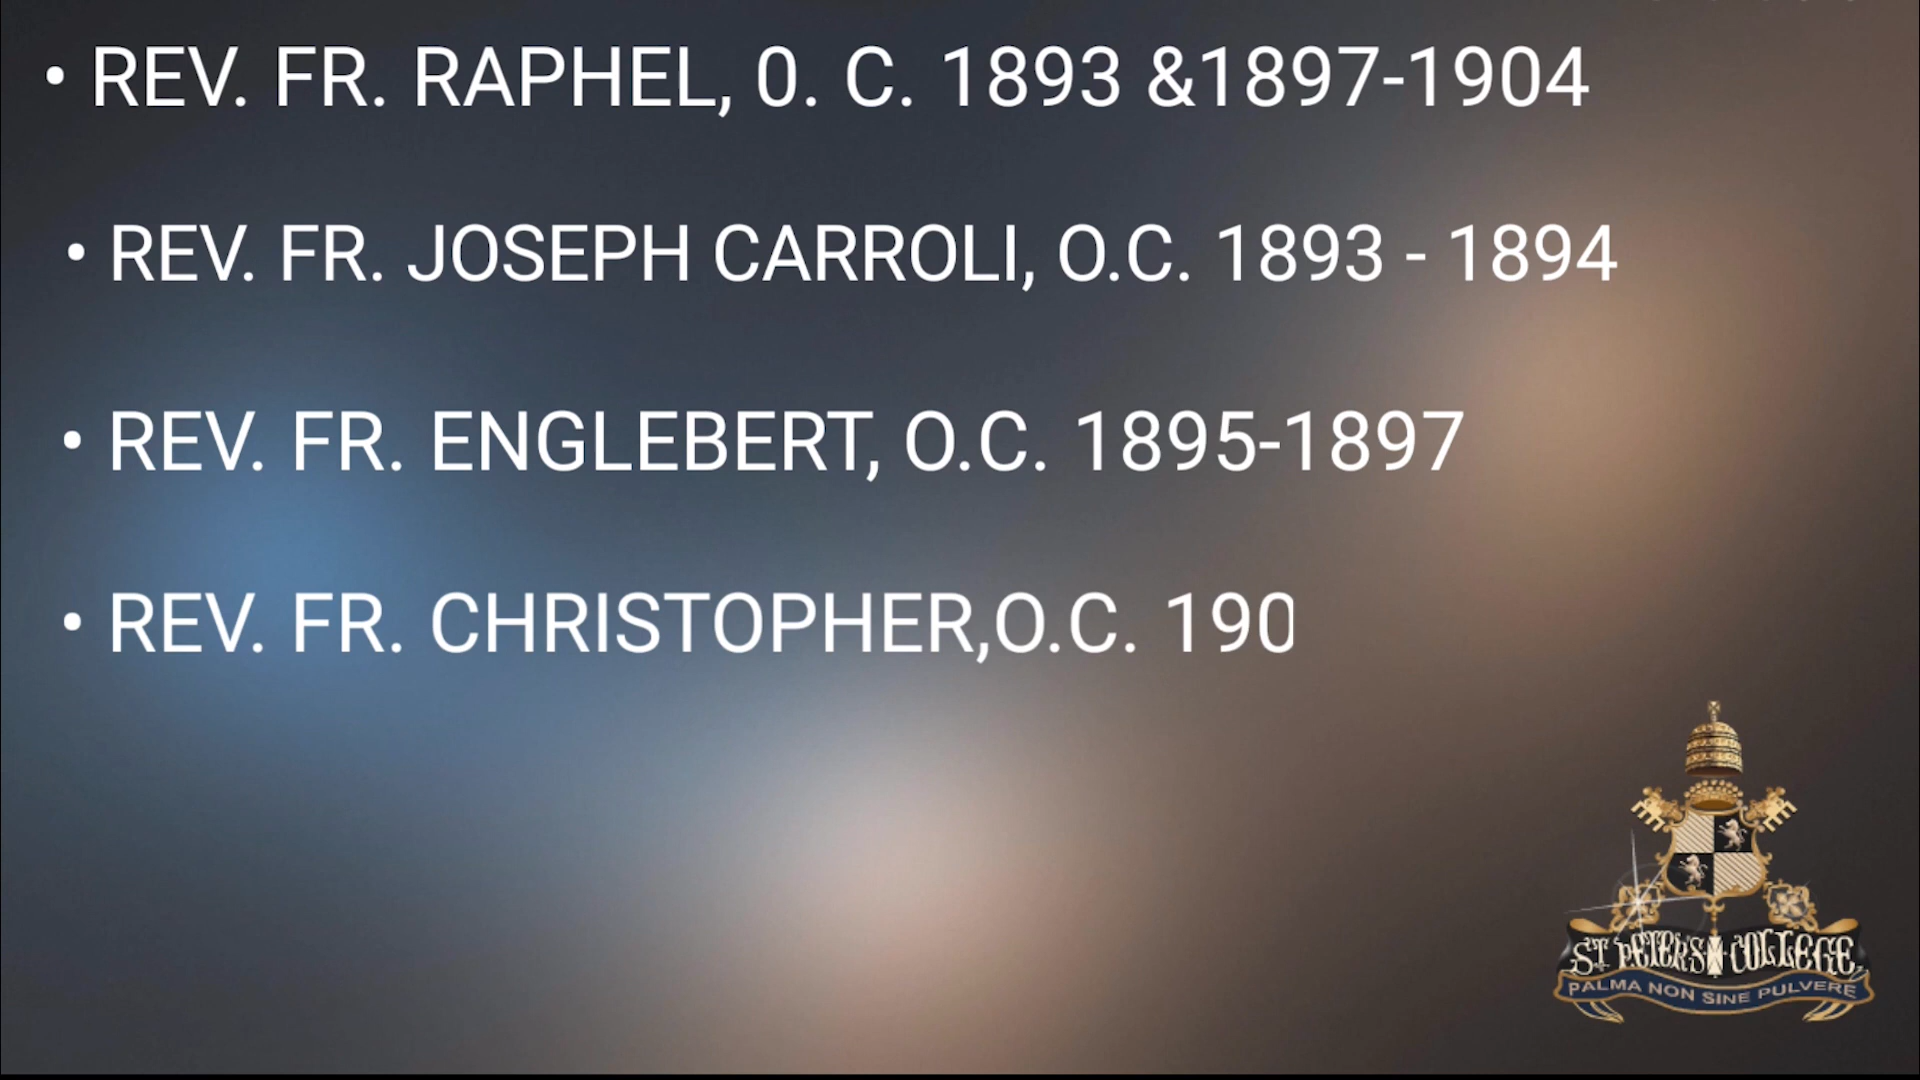 • REV. FR. RAPHEL, 0. C. 1893 &1897-1904
• REV. FR. JOSEPH CARROLI, O.C. 1893 - 1894
• REV. FR. ENGLEBERT, O.C. 1895-1897
• REV. FR. CHRISTOPHER,O.C. 190
ST PETER'S COLLEGE
PALMA NON SINE PULVERE